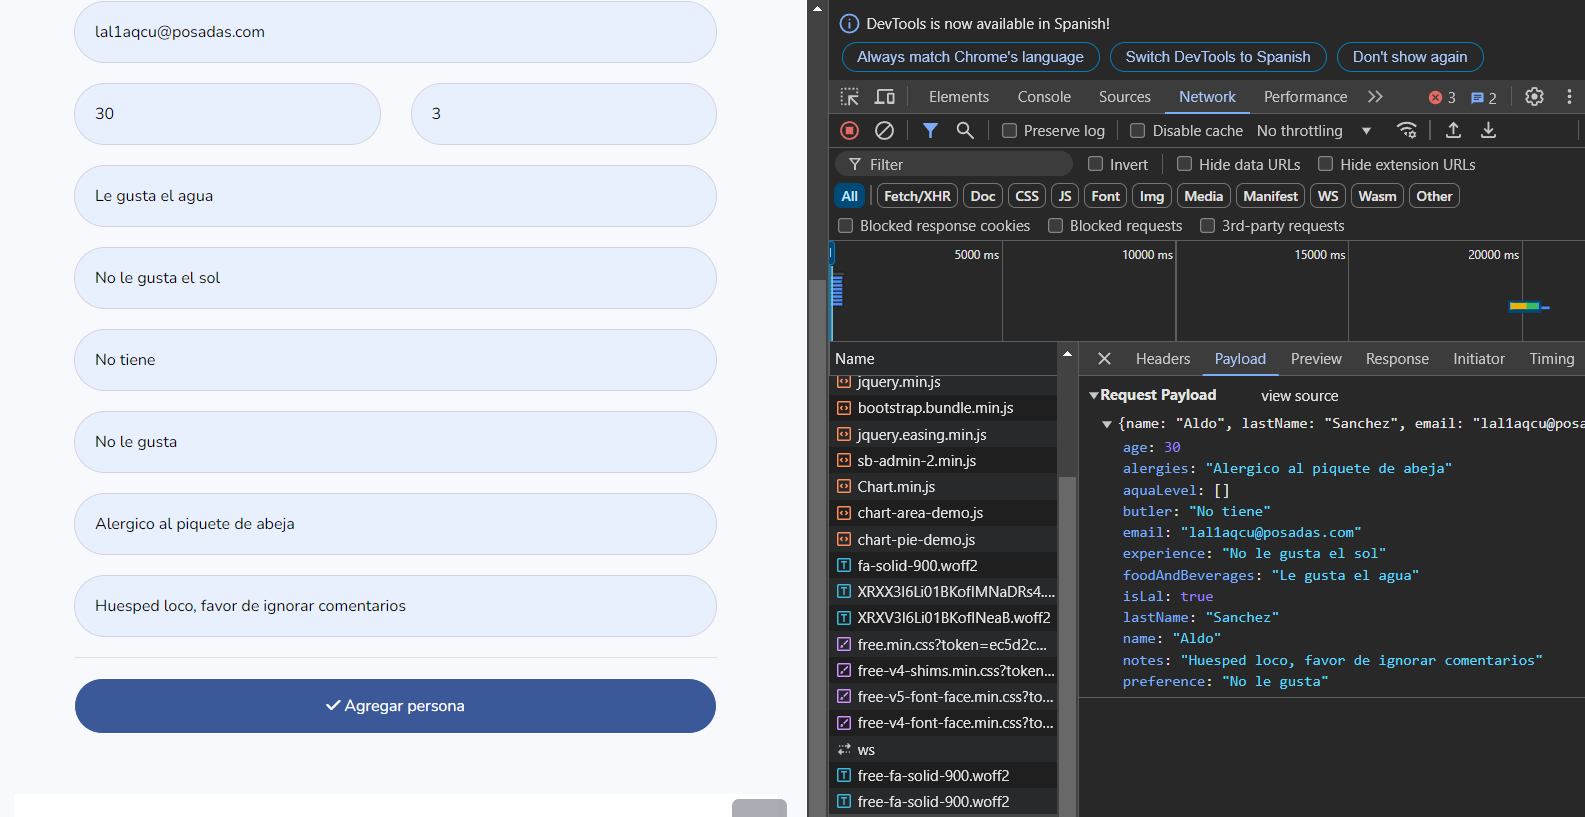 lal1aqcu@posadas.com
30
3
Le gusta el agua
No le gusta el sol
No tiene
No le gusta
Alergico al piquete de abeja
Huesped loco, favor de ignorar comentarios
Agregar persona
DevTools is now available in Spanish!
Always match Chrome's language
Switch DevTools to Spanish
Don't show again
Elements
Console
Sources
Network
Performance
3
2
Preserve log
Disable cache
No throttling
Filter
Invert
Hide data URLs
Hide extension URLs
All
Fetch/XHR
Doc
CSS
JS
Font
Img
Media
Manifest
WS
Wasm
Other
Blocked response cookies
Blocked requests
3rd-party requests
5000 ms
10000 ms
15000 ms
20000 ms
Name
jquery.min.js
bootstrap.bundle.min.js
jquery.easing.min.js
sb-admin-2.min.js
Chart.min.js
chart-area-demo.js
chart-pie-demo.js
fa-solid-900.woff2
XRXX3I6Li01BKofIMNaDRs4....
XRXV3I6Li01BKofINeaB.woff2
free.min.css?token=ec5d2c...
free-v4-shims.min.css?token...
free-v5-font-face.min.css?to...
free-v4-font-face.min.css?to...
ws
free-fa-solid-900.woff2
free-fa-solid-900.woff2
Headers
Payload
Preview
Response
Initiator
Timing
Request Payload
view source
{name: "Aldo", lastName: "Sanchez", email: "lal1aqcu@posa
age: 30
alergies: "Alergico al piquete de abeja"
aquaLevel: []
butler: "No tiene"
email: "lal1aqcu@posadas.com"
experience: "No le gusta el sol"
foodAndBeverages: "Le gusta el agua"
isLal: true
lastName: "Sanchez"
name: "Aldo"
notes: "Huesped loco, favor de ignorar comentarios"
preference: "No le gusta"